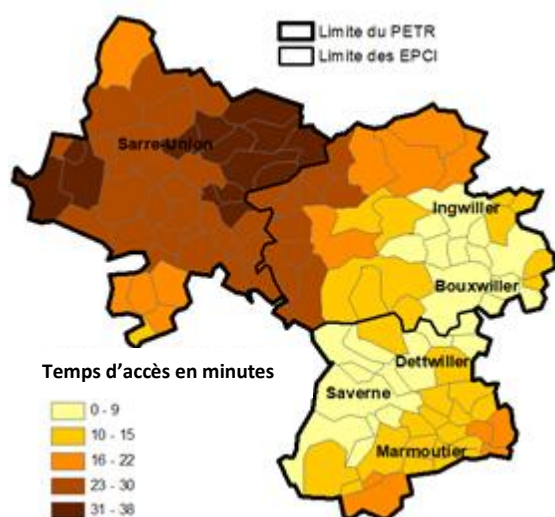 Limite du PETR
Limite des EPCI
Sarre-Union
Ingwiller
Bouxwiller
Temps d’accès en minutes
Dettwiller
Saverne
0 - 9
10 - 15
16 - 22
23 - 30
31 - 38
Marmoutier